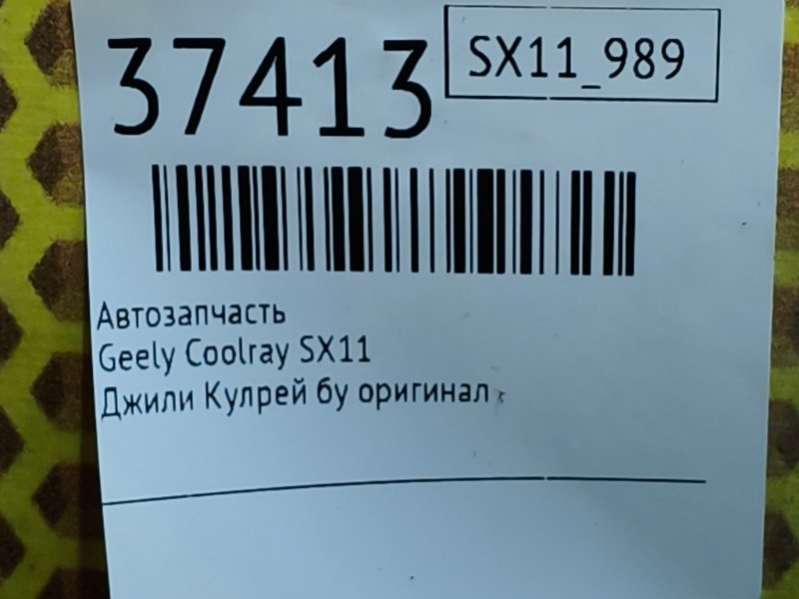 37413
SX11_989
Автозапчасть
Geely Coolray SX11
Джили Кулрей бу оригинал